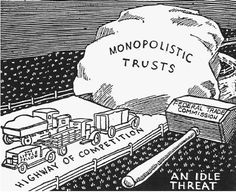 MONOPOLISTIC
TRUSTS
FEDERAL TRADE
COMMISSION
HIGHWAY OF COMPETITION
AN IDLE
THREAT